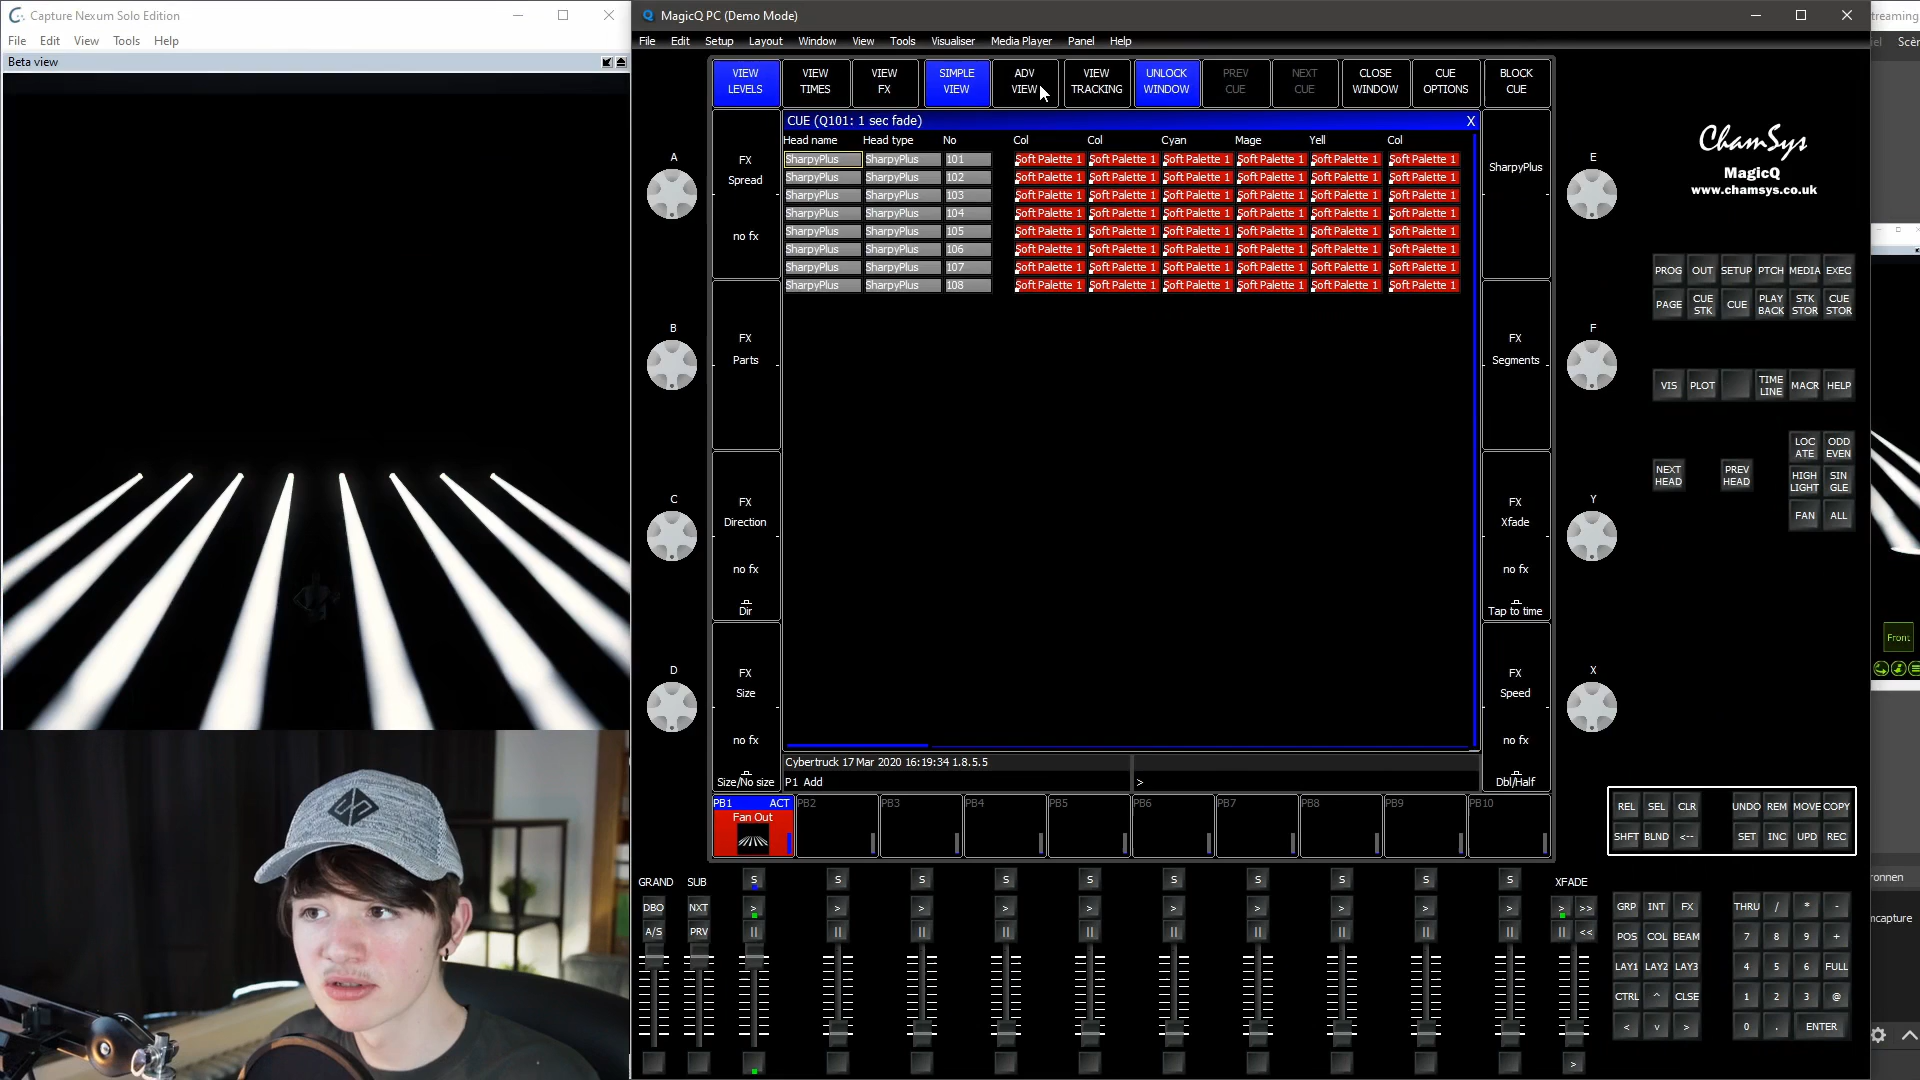 Capture Nexum Solo Edition
File Edit View Tools Help
Beta view
MagicQ PC (Demo Mode)
File Edit Setup Layout Window View Tools Visualiser Media Player Panel Help
VIEW LEVELS
VIEW TIMES
VIEW FX
SIMPLE VIEW
ADV VIEW
VIEW TRACKING
UNLOCK WINDOW
PREV CUE
NEXT CUE
CLOSE WINDOW
CUE OPTIONS
BLOCK CUE
CUE (Q101: 1 sec fade) X
Head name Head type No Col Col Cyan Mage Yell Col
SharpyPlus SharpyPlus 101 Soft Palette 1 Soft Palette 1 Soft Palette 1 Soft Palette 1 Soft Palette 1 Soft Palette 1
SharpyPlus SharpyPlus 102 Soft Palette 1 Soft Palette 1 Soft Palette 1 Soft Palette 1 Soft Palette 1 Soft Palette 1
SharpyPlus SharpyPlus 103 Soft Palette 1 Soft Palette 1 Soft Palette 1 Soft Palette 1 Soft Palette 1 Soft Palette 1
SharpyPlus SharpyPlus 104 Soft Palette 1 Soft Palette 1 Soft Palette 1 Soft Palette 1 Soft Palette 1 Soft Palette 1
SharpyPlus SharpyPlus 105 Soft Palette 1 Soft Palette 1 Soft Palette 1 Soft Palette 1 Soft Palette 1 Soft Palette 1
SharpyPlus SharpyPlus 106 Soft Palette 1 Soft Palette 1 Soft Palette 1 Soft Palette 1 Soft Palette 1 Soft Palette 1
SharpyPlus SharpyPlus 107 Soft Palette 1 Soft Palette 1 Soft Palette 1 Soft Palette 1 Soft Palette 1 Soft Palette 1
SharpyPlus SharpyPlus 108 Soft Palette 1 Soft Palette 1 Soft Palette 1 Soft Palette 1 Soft Palette 1 Soft Palette 1
A
FX
Spread
no fx
B
FX
Parts
C
FX
Direction
no fx
Dir
D
FX
Size
no fx
Size/No size
SharpyPlus
E
FX
Segments
F
FX
Xfade
no fx
Tap to time
Y
FX
Speed
no fx
Dbl/Half
X
Cybertruck 17 Mar 2020 16:19:34 1.8.5.5
P1 Add >
PB1 ACT PB2 PB3 PB4 PB5 PB6 PB7 PB8 PB9 PB10
Fan Out
GRAND SUB S S S S S S S S S S XFADE
DBO NXT > > > > > > > > > > > >>
A/S PRV || || || || || || || || || || || <<
>
ChamSys
MagicQ
www.chamsys.co.uk
PROG OUT SETUP PTCH MEDIA EXEC
PAGE CUE STK CUE PLAY BACK STK STOR CUE STOR
VIS PLOT TIME LINE MACR HELP
LOC ATE ODD EVEN
NEXT HEAD PREV HEAD HIGH LIGHT SIN GLE
FAN ALL
REL SEL CLR UNDO REM MOVE COPY
SHFT BLND <-- SET INC UPD REC
GRP INT FX THRU / * -
POS COL BEAM 7 8 9 +
LAY1 LAY2 LAY3 4 5 6 FULL
CTRL ^ CLSE 1 2 3 @
< v > 0 . ENTER
treaming
Scèn
Front
ronnen
mcapture